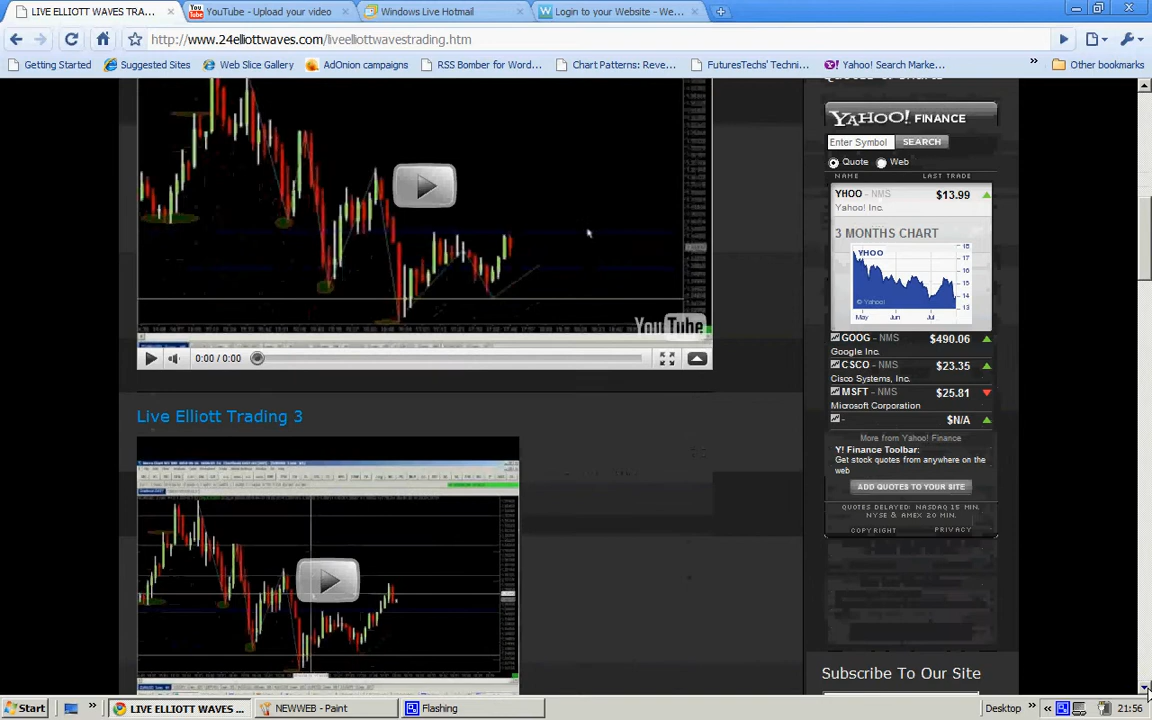 LIVE ELLIOTT WAVES TRA...
YouTube - Upload your video
Windows Live Hotmail
Login to your Website - We...
http://www.24elliottwaves.com/liveelliottwavestrading.htm
Getting Started
Suggested Sites
Web Slice Gallery
AdOnion campaigns
RSS Bomber for Word...
Chart Patterns: Reve...
FuturesTechs' Techni...
Yahoo! Search Marke...
Other bookmarks
YouTube
0:00 / 0:00
Live Elliott Trading 3
YAHOO! FINANCE
Enter Symbol
SEARCH
Quote
Web
NAME
LAST TRADE
YHOO - NMS
$13.99
Yahoo! Inc.
3 MONTHS CHART
YHOO
18
17
16
15
14
13
© Yahoo!
May Jun Jul
GOOG - NMS
$490.06
Google Inc.
CSCO - NMS
$23.35
Cisco Systems, Inc.
MSFT - NMS
$25.81
Microsoft Corporation
-
$N/A
More from Yahoo! Finance
Y! Finance Toolbar:
Get stock quotes from anywhere on the
web
ADD QUOTES TO YOUR SITE
QUOTES DELAYED: NASDAQ 15 MIN.
NYSE & AMEX 20 MIN.
COPYRIGHT
PRIVACY
Subscribe To Our Site
Start
LIVE ELLIOTT WAVES ...
NEWWEB - Paint
Flashing
Desktop
21:56